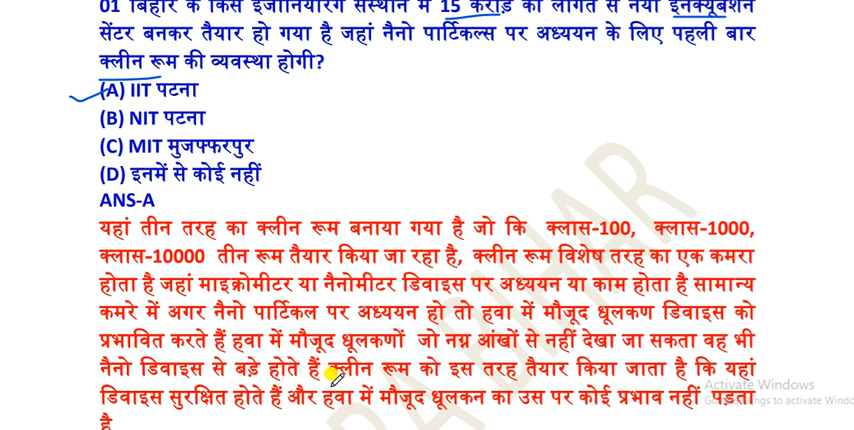 01 बिहार के किस इंजीनियरिंग संस्थान में 15 करोड़ की लागत से नया इनक्यूबेशन
सेंटर बनकर तैयार हो गया है जहां नैनो पार्टिकल्स पर अध्ययन के लिए पहली बार
क्लीन रूम की व्यवस्था होगी?
(A) IIT पटना
(B) NIT पटना
(C) MIT मुजफ्फरपुर
(D) इनमें से कोई नहीं
ANS-A
यहां तीन तरह का क्लीन रूम बनाया गया है जो कि क्लास-100, क्लास-1000,
क्लास-10000 तीन रूम तैयार किया जा रहा है, क्लीन रूम विशेष तरह का एक कमरा
होता है जहां माइक्रोमीटर या नैनोमीटर डिवाइस पर अध्ययन या काम होता है सामान्य
कमरे में अगर नैनो पार्टिकल पर अध्ययन हो तो हवा में मौजूद धूलकण डिवाइस को
प्रभावित करते हैं हवा में मौजूद धूलकणों जो नग्न आंखों से नहीं देखा जा सकता वह भी
नैनो डिवाइस से बड़े होते हैं क्लीन रूम को इस तरह तैयार किया जाता है कि यहां
डिवाइस सुरक्षित होते हैं और हवा में मौजूद धूलकन का उस पर कोई प्रभाव नहीं पड़ता
है
BIHAR
Activate Windows
to activate Windows